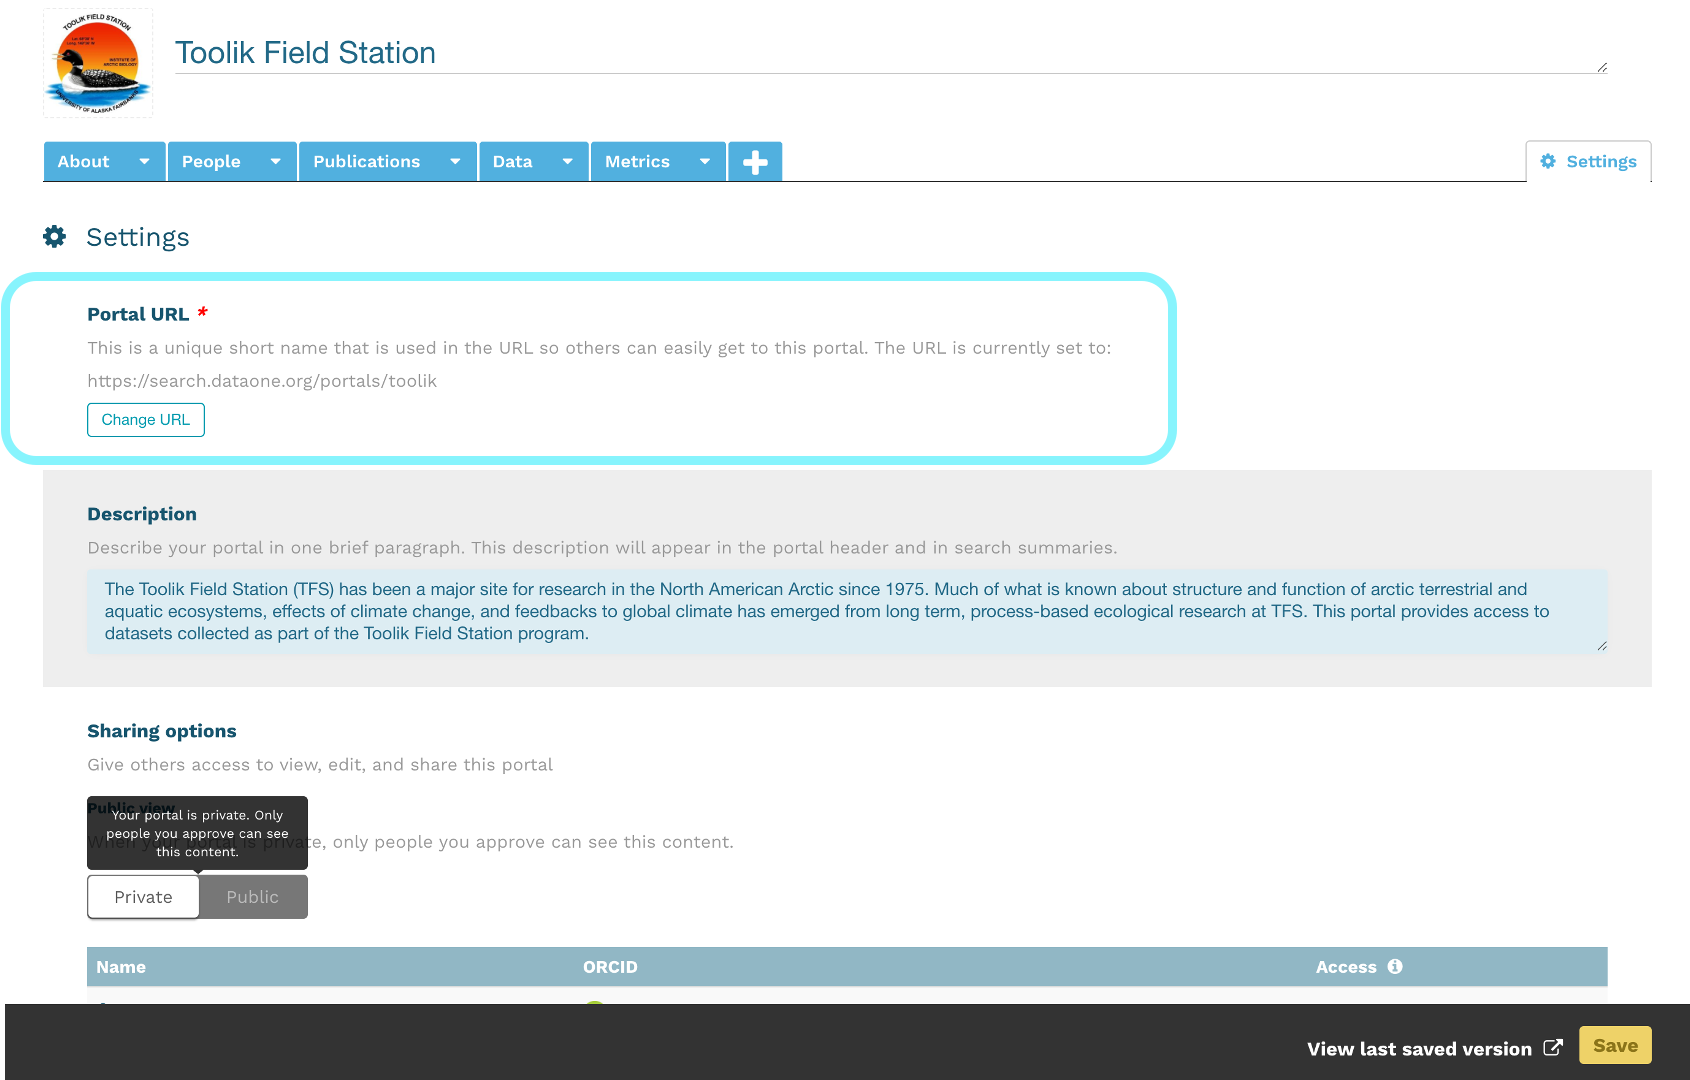 TOOLIK FIELD STATION
INSTITUTE OF
ARCTIC BIOLOGY
UNIVERSITY OF ALASKA FAIRBANKS
Toolik Field Station
About People Publications Data Metrics Settings
Settings
Portal URL *
This is a unique short name that is used in the URL so others can easily get to this portal. The URL is currently set to:
https://search.dataone.org/portals/toolik
Change URL
Description
Describe your portal in one brief paragraph. This description will appear in the portal header and in search summaries.
The Toolik Field Station (TFS) has been a major site for research in the North American Arctic since 1975. Much of what is known about structure and function of arctic terrestrial and
aquatic ecosystems, effects of climate change, and feedbacks to global climate has emerged from long term, process-based ecological research at TFS. This portal provides access to
datasets collected as part of the Toolik Field Station program.
Sharing options
Give others access to view, edit, and share this portal
Public view
Your portal is private. Only
people you approve can see
this content.
When your portal is private, only people you approve can see this content.
Private Public
Name ORCID Access
View last saved version Save